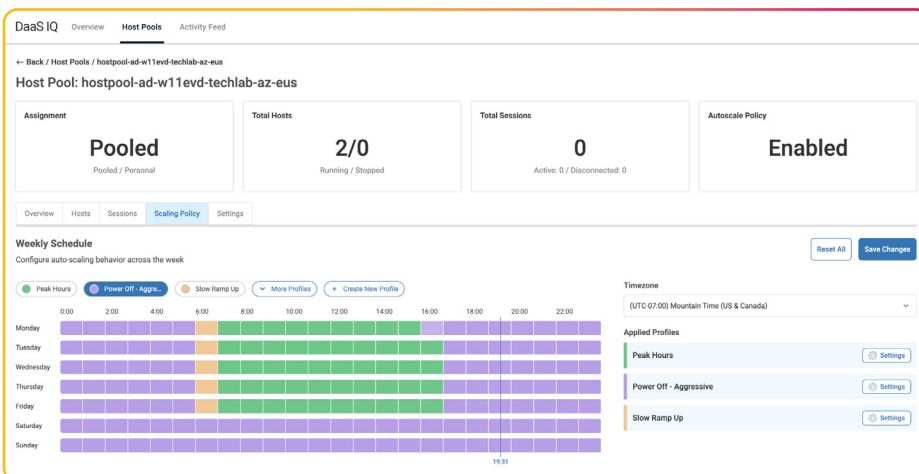 DaaS IQ Overview Host Pools Activity Feed
← Back / Host Pools / hostpool-ad-w11evd-techlab-az-eus
Host Pool: hostpool-ad-w11evd-techlab-az-eus
Assignment
Pooled
Pooled / Personal
Total Hosts
2/0
Running / Stopped
Total Sessions
0
Active: 0 / Disconnected: 0
Autoscale Policy
Enabled
Overview Hosts Sessions Scaling Policy Settings
Weekly Schedule
Configure auto-scaling behavior across the week
Reset All Save Changes
Peak Hours Power Off - Aggre... Slow Ramp Up More Profiles + Create New Profile
0:00 2:00 4:00 6:00 8:00 10:00 12:00 14:00 16:00 18:00 20:00 22:00
Monday
Tuesday
Wednesday
Thursday
Friday
Saturday
Sunday
19:31
Timezone
(UTC-07:00) Mountain Time (US & Canada)
Applied Profiles
Peak Hours Settings
Power Off - Aggressive Settings
Slow Ramp Up Settings